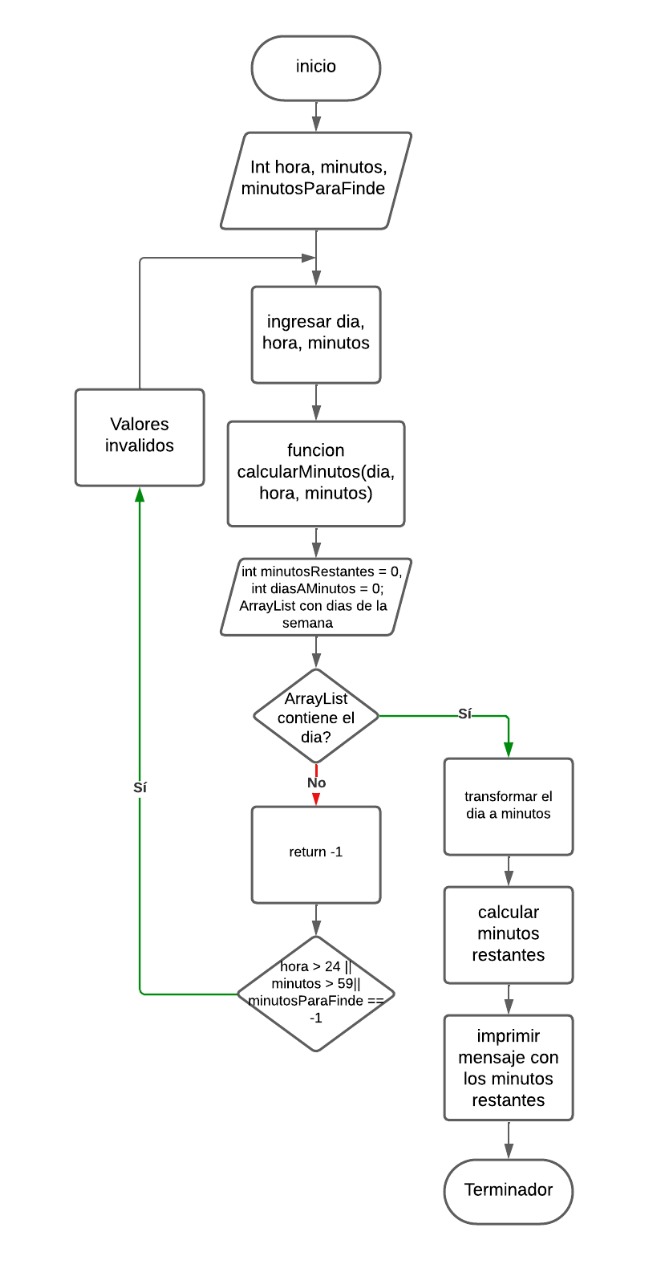 inicio
Int hora, minutos,
minutosParaFinde
ingresar dia,
hora, minutos
Valores
invalidos
funcion
calcularMinutos(dia,
hora, minutos)
int minutosRestantes = 0,
int diasAMinutos = 0;
ArrayList con dias de la
semana
ArrayList
contiene el
dia?
Sí
No
Sí
transformar el
dia a minutos
return -1
calcular
minutos
restantes
hora > 24 ||
minutos > 59||
minutosParaFinde ==
-1
imprimir
mensaje con
los minutos
restantes
Terminador